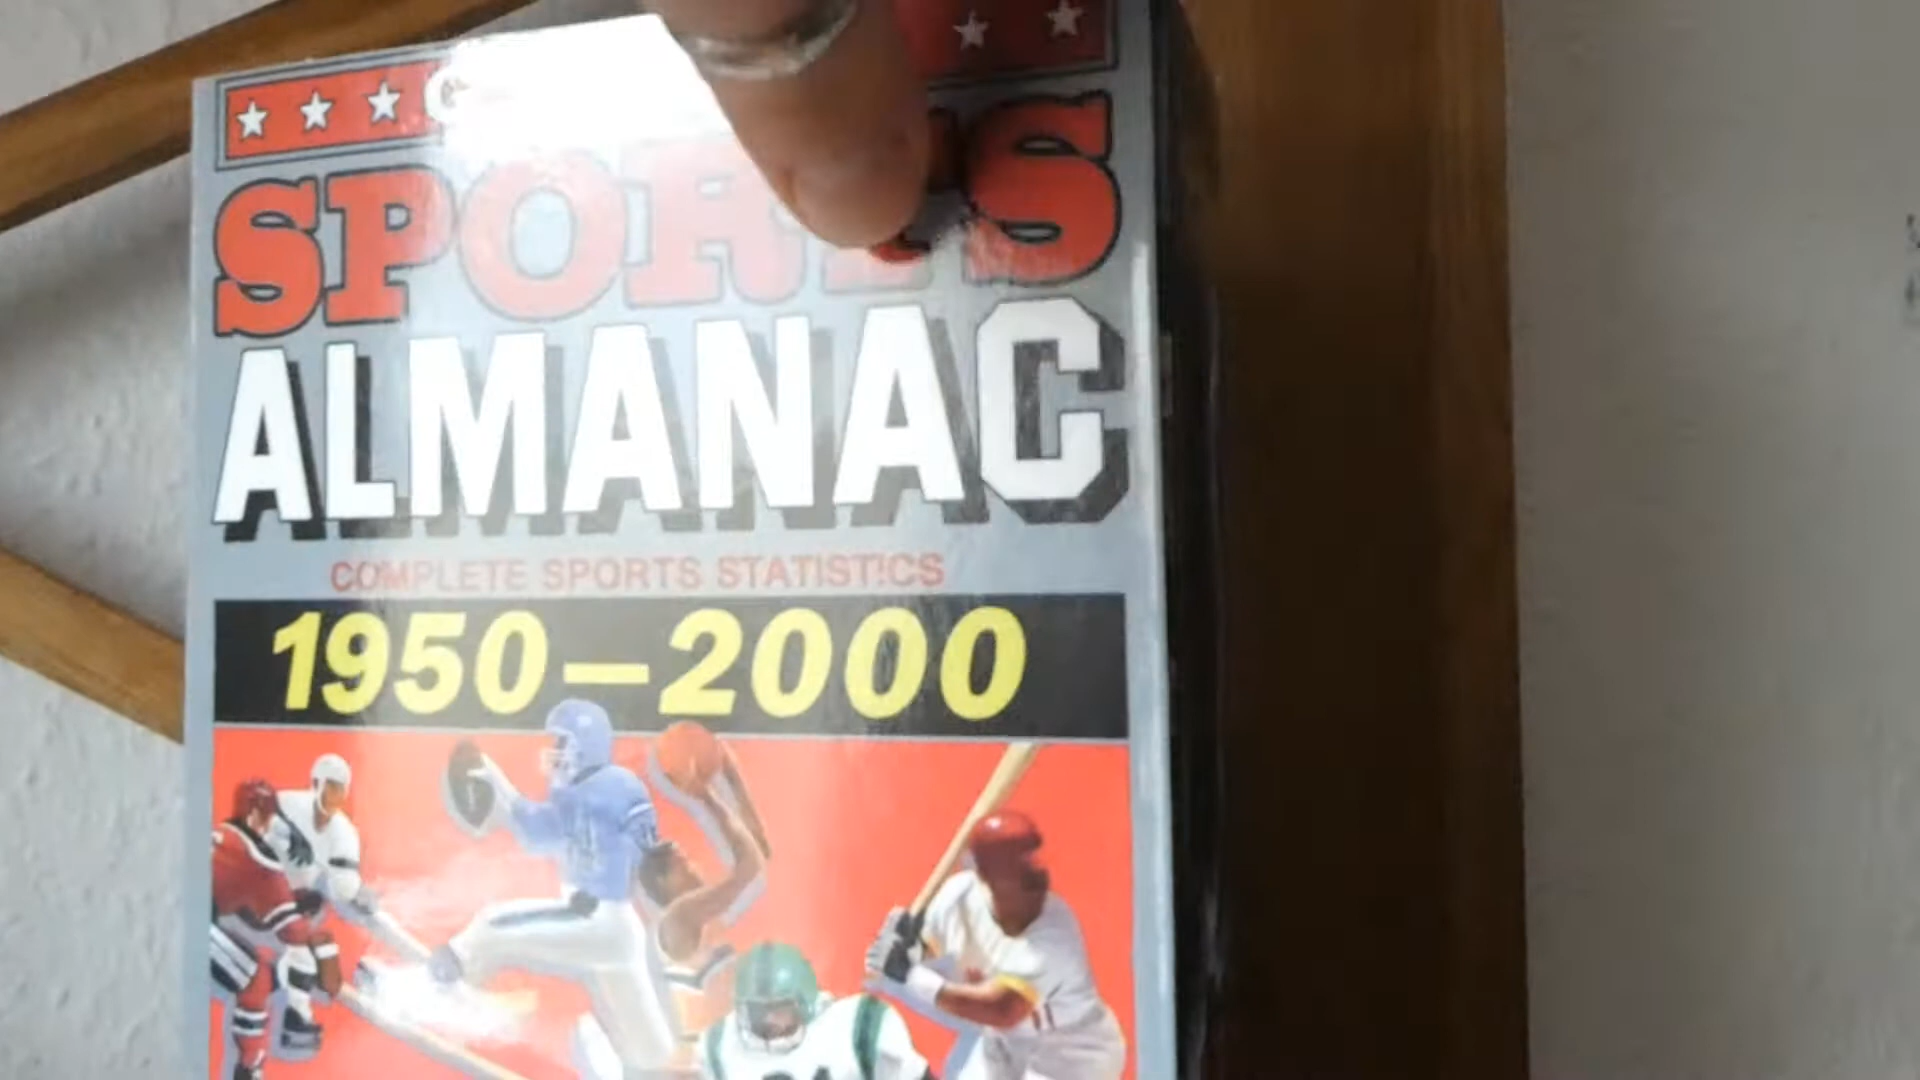 SPORTS
ALMANAC
COMPLETE SPORTS STATISTICS
1950-2000